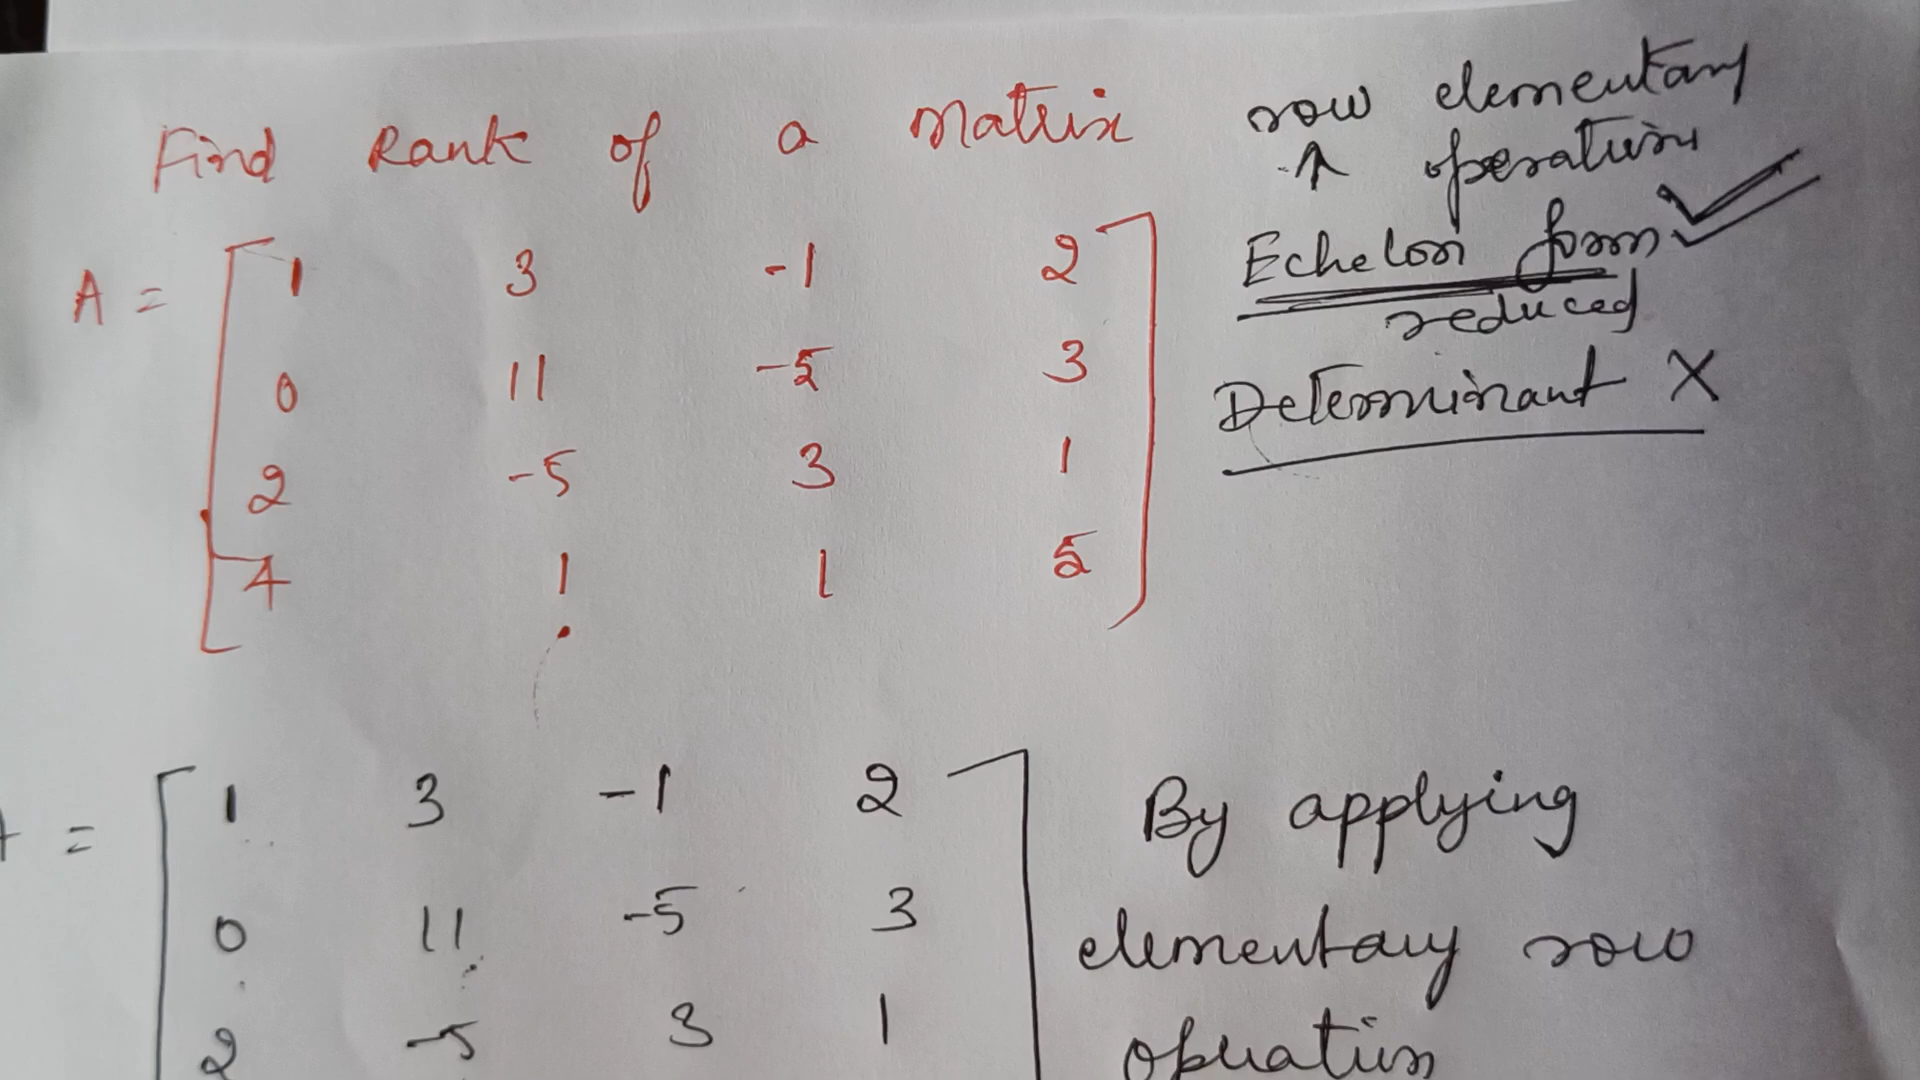 Find Rank of a Matrix
row elementary
↑ operation
Echelon form ✓
reduced
Determinant X
A = [ 1 3 -1 2 ]
0 11 -5 3
2 -5 3 1
4 1 1 5
= [ 1 3 -1 2 ] By applying
0 11 -5 3 elementary row
2 -5 3 1 operation